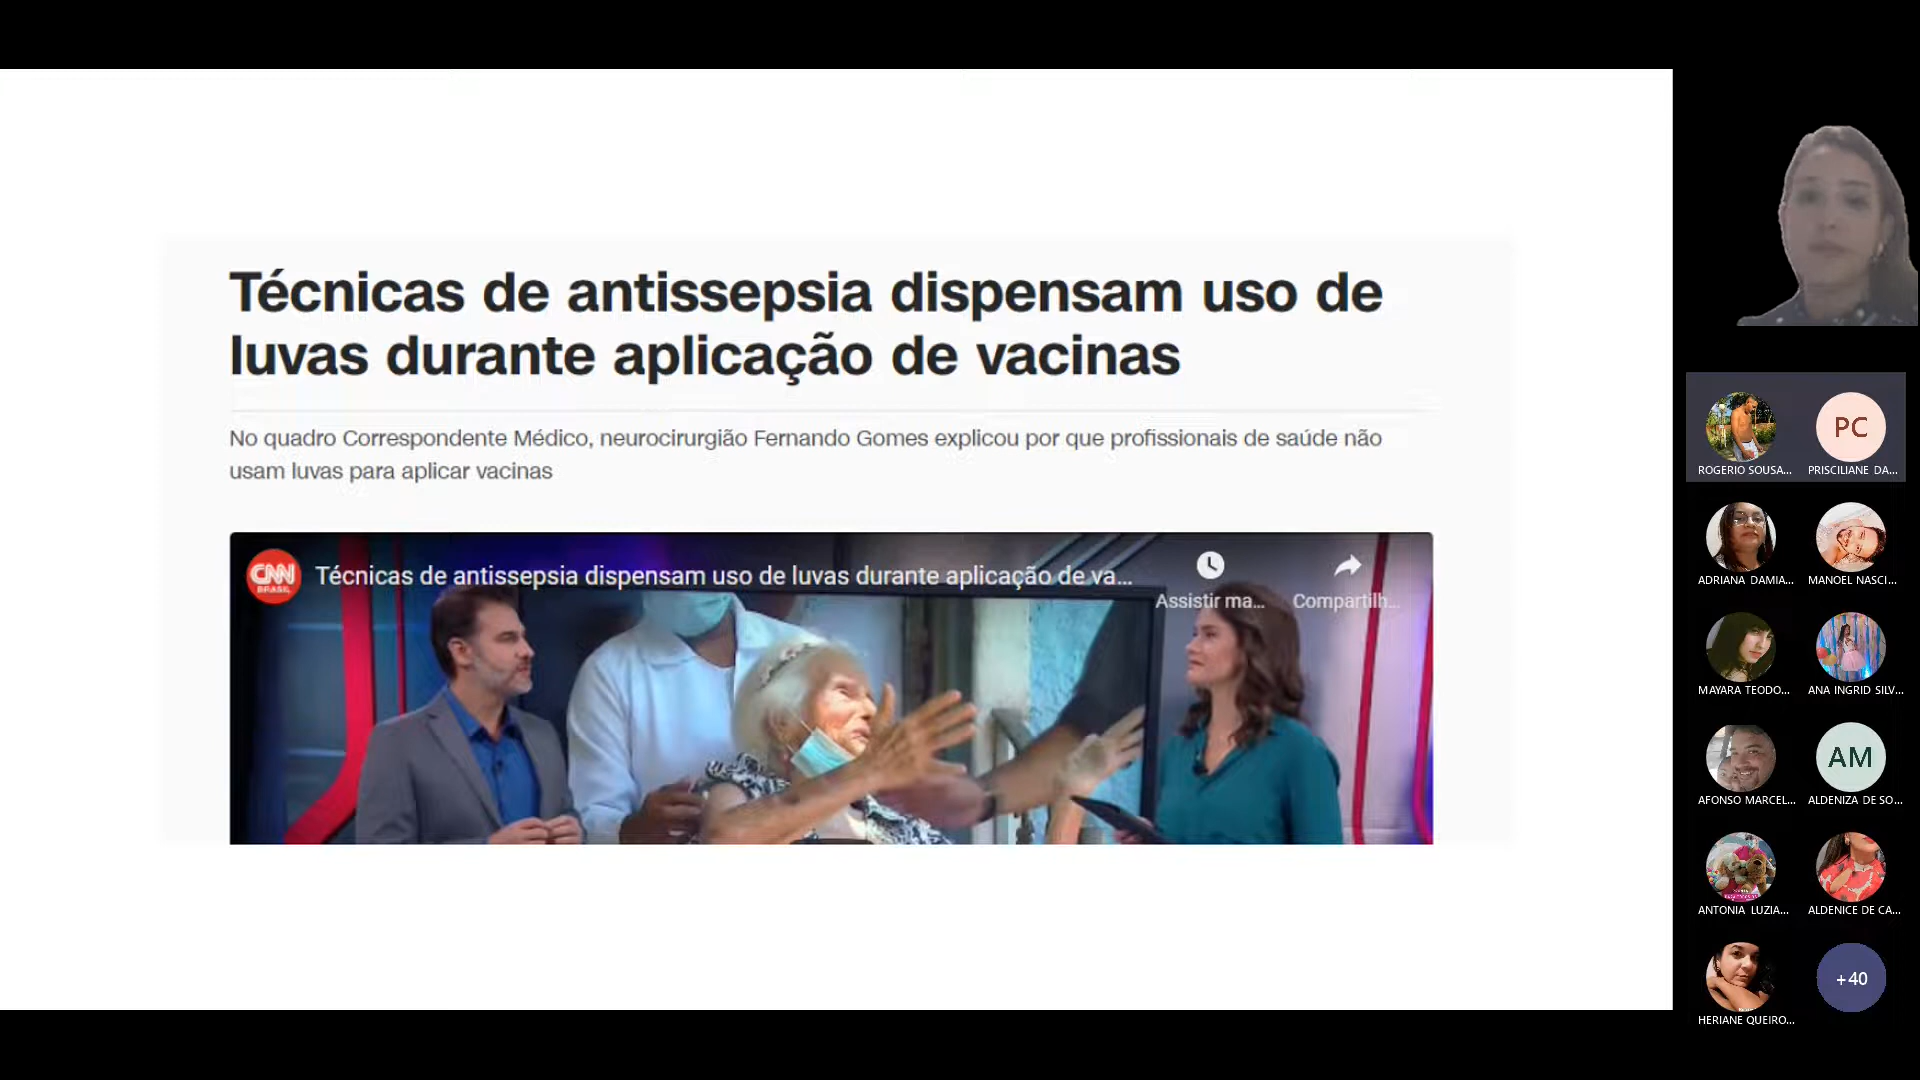 Técnicas de antissepsia dispensam uso de
luvas durante aplicação de vacinas
No quadro Correspondente Médico, neurocirurgião Fernando Gomes explicou por que profissionais de saúde não
usam luvas para aplicar vacinas
CNN
BRASIL
Técnicas de antissepsia dispensam uso de luvas durante aplicação de va...
Assistir ma...
Compartilh...
PC
ROGERIO SOUSA...
PRISCILIANE DA...
ADRIANA DAMIA...
MANOEL NASCI...
MAYARA TEODO...
ANA INGRID SILV...
AM
AFONSO MARCEL...
ALDENIZA DE SO...
ANTONIA LUZIA...
ALDENICE DE CA...
+40
HERIANE QUEIRO...